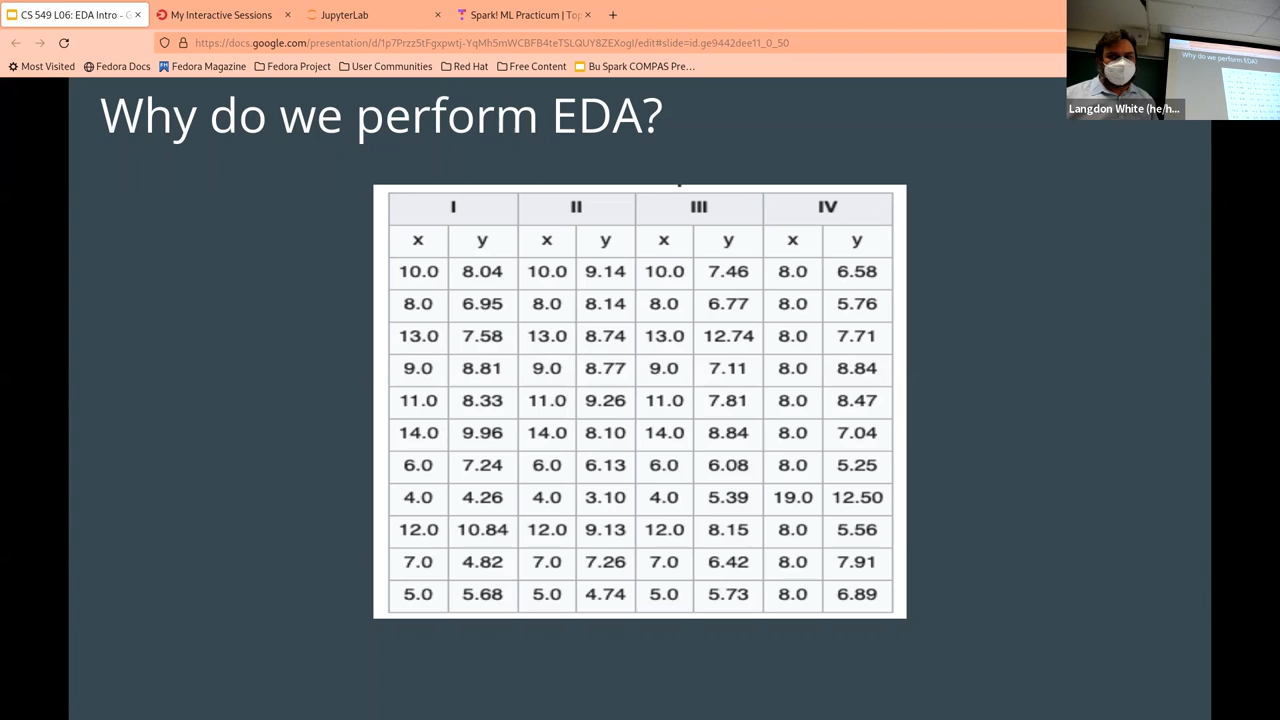 CS 549 L06: EDA Intro - G
My Interactive Sessions
JupyterLab
Spark! ML Practicum | Top
https://docs.google.com/presentation/d/1p7Przz5tFgxpwtj-YqMh5mWCBFB4teTSLQUY8ZEXogI/edit#slide=id.ge9442dee11_0_50
Most Visited Fedora Docs Fedora Magazine Fedora Project User Communities Red Hat Free Content Bu Spark COMPAS Pre...
Why do we perform EDA?
Langdon White (he/h...
Why do we perform EDA?
I II III IV
x y x y x y x y
10.0 8.04 10.0 9.14 10.0 7.46 8.0 6.58
8.0 6.95 8.0 8.14 8.0 6.77 8.0 5.76
13.0 7.58 13.0 8.74 13.0 12.74 8.0 7.71
9.0 8.81 9.0 8.77 9.0 7.11 8.0 8.84
11.0 8.33 11.0 9.26 11.0 7.81 8.0 8.47
14.0 9.96 14.0 8.10 14.0 8.84 8.0 7.04
6.0 7.24 6.0 6.13 6.0 6.08 8.0 5.25
4.0 4.26 4.0 3.10 4.0 5.39 19.0 12.50
12.0 10.84 12.0 9.13 12.0 8.15 8.0 5.56
7.0 4.82 7.0 7.26 7.0 6.42 8.0 7.91
5.0 5.68 5.0 4.74 5.0 5.73 8.0 6.89